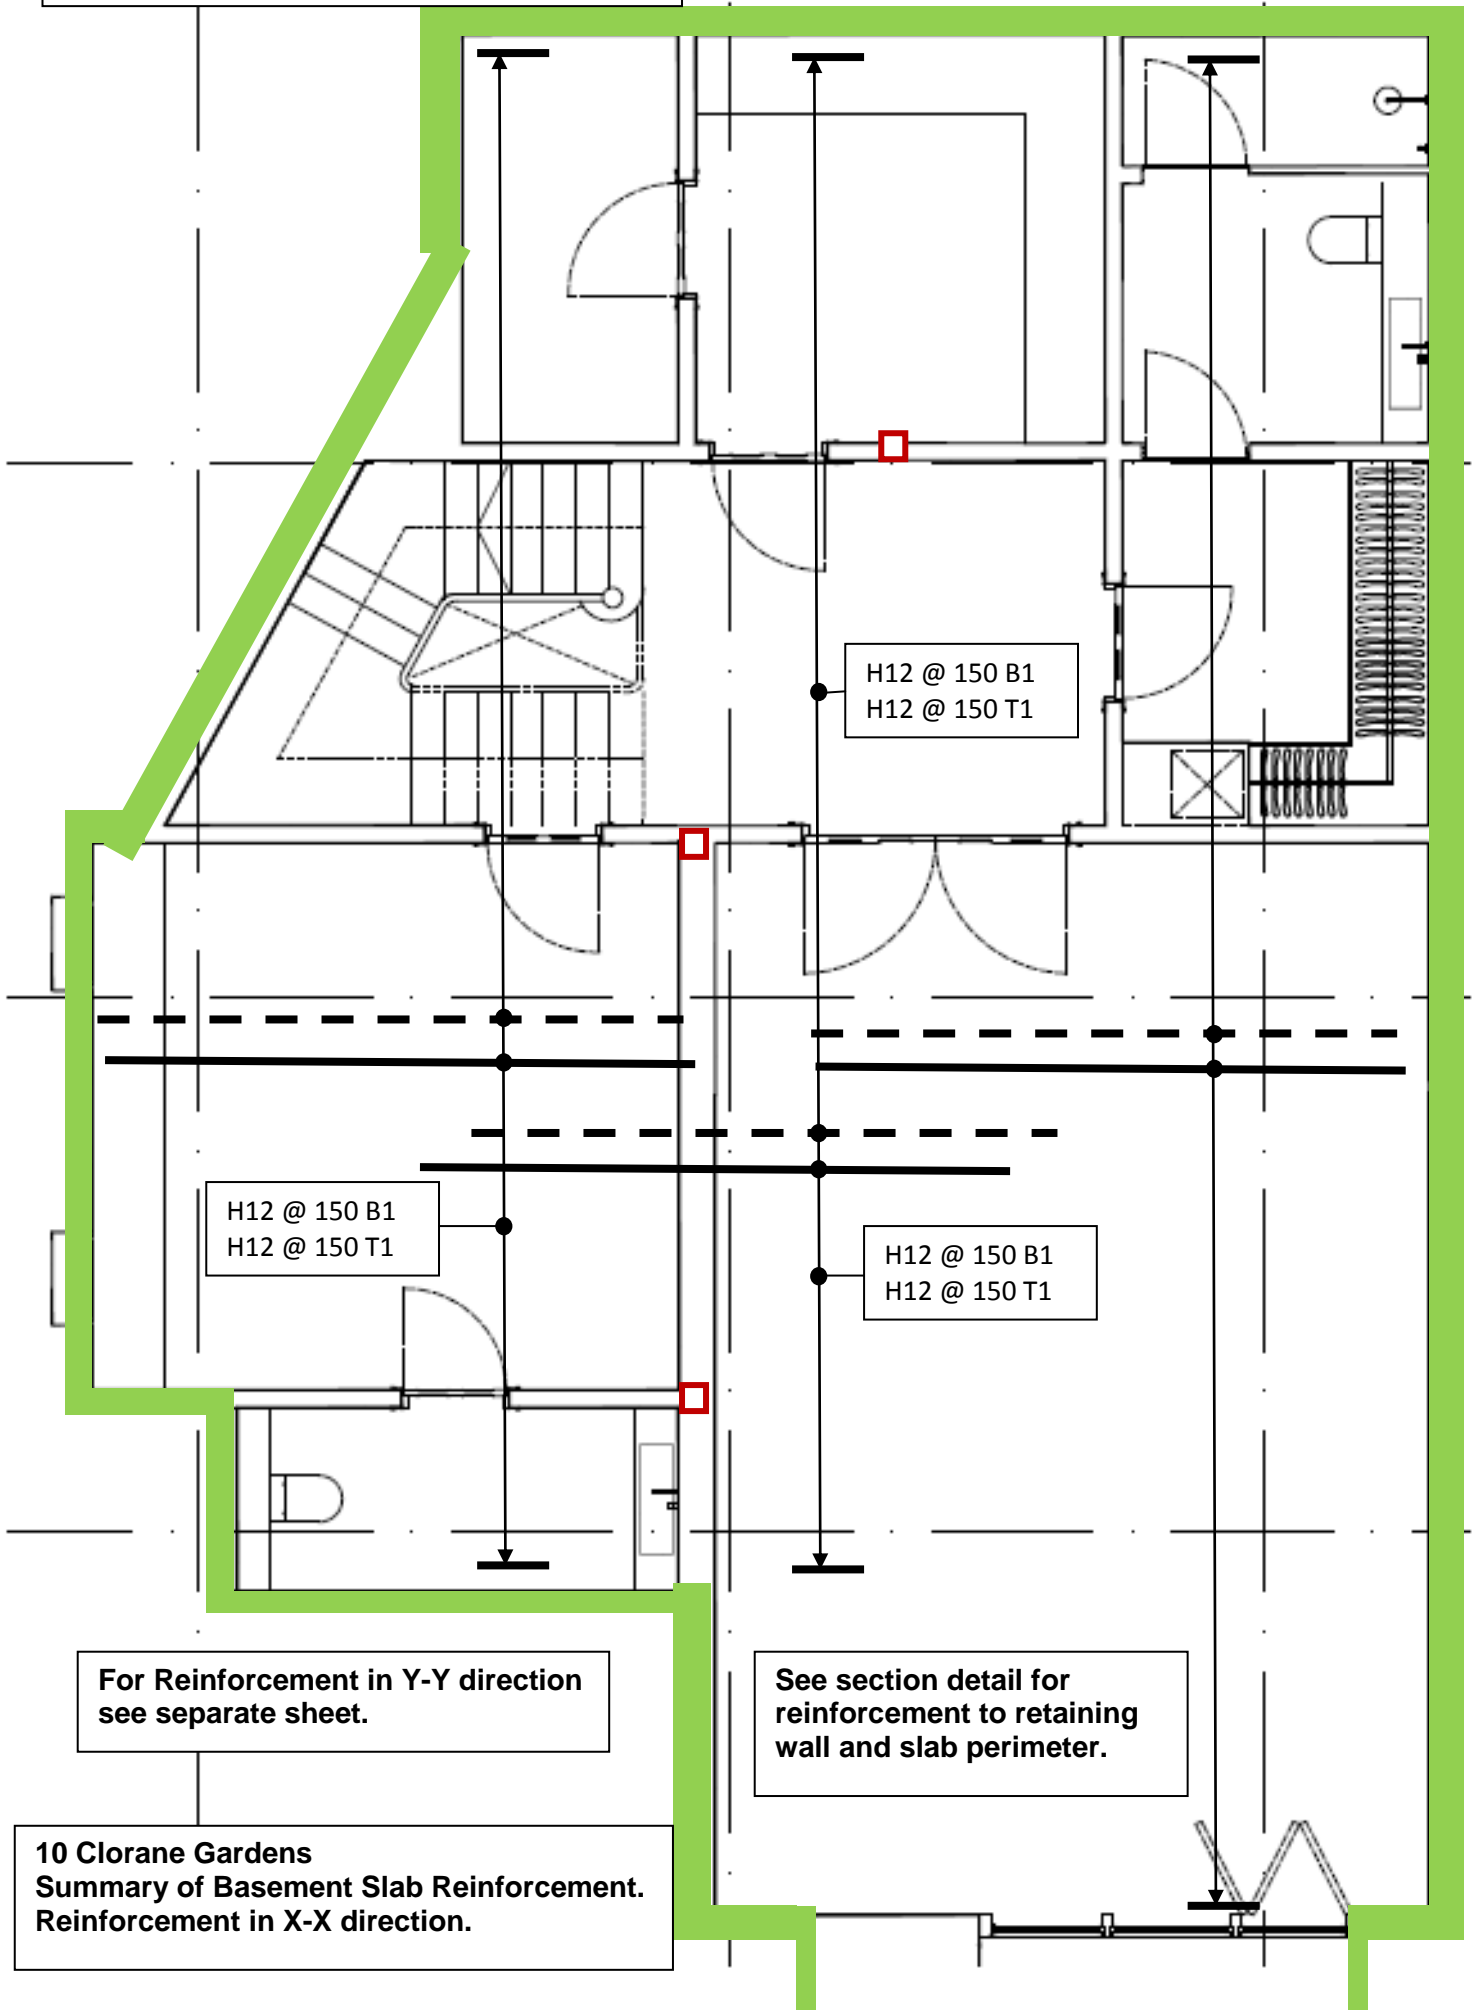 H12 @ 150 B1
H12 @ 150 T1
H12 @ 150 B1
H12 @ 150 T1
H12 @ 150 B1
H12 @ 150 T1
For Reinforcement in Y-Y direction
see separate sheet.
See section detail for
reinforcement to retaining
wall and slab perimeter.
10 Clorane Gardens
Summary of Basement Slab Reinforcement.
Reinforcement in X-X direction.